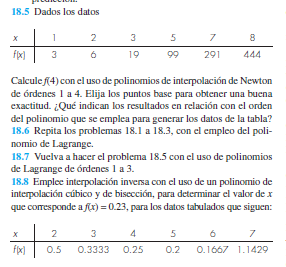 18.5 Dados los datos
x 1 2 3 5 7 8
f(x) 3 6 19 99 291 444
Calcule f(4) con el uso de polinomios de interpolación de Newton
de órdenes 1 a 4. Elija los puntos base para obtener una buena
exactitud. ¿Qué indican los resultados en relación con el orden
del polinomio que se emplea para generar los datos de la tabla?
18.6 Repita los problemas 18.1 a 18.3, con el empleo del poli-
nomio de Lagrange.
18.7 Vuelva a hacer el problema 18.5 con el uso de polinomios
de Lagrange de órdenes 1 a 3.
18.8 Emplee interpolación inversa con el uso de un polinomio de
interpolación cúbico y de bisección, para determinar el valor de x
que corresponde a f(x) = 0.23, para los datos tabulados que siguen:
x 2 3 4 5 6 7
f(x) 0.5 0.3333 0.25 0.2 0.1667 1.1429